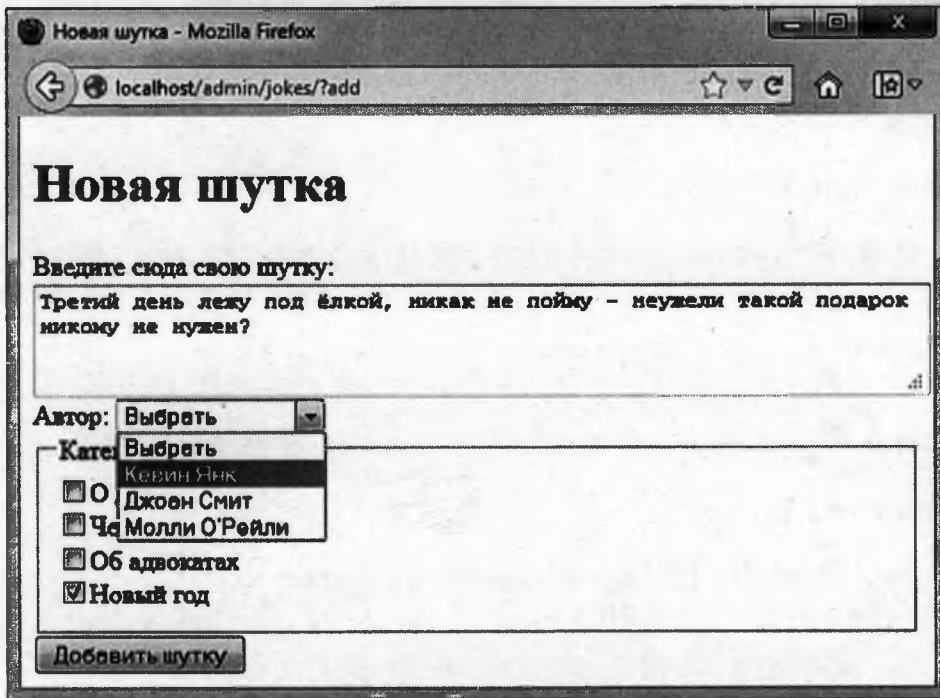 Новая шутка - Mozilla Firefox
localhost/admin/jokes/?add
Новая шутка
Введите сюда свою шутку:
Третий день лежу под ёлкой, никак не пойму - неужели такой подарок
никому не нужен?
Автор: Выбрать
Выбрать
Кевин Янк
Джоан Смит
Молли О'Рейли
О
Об адвокатах
Новый год
Добавить шутку